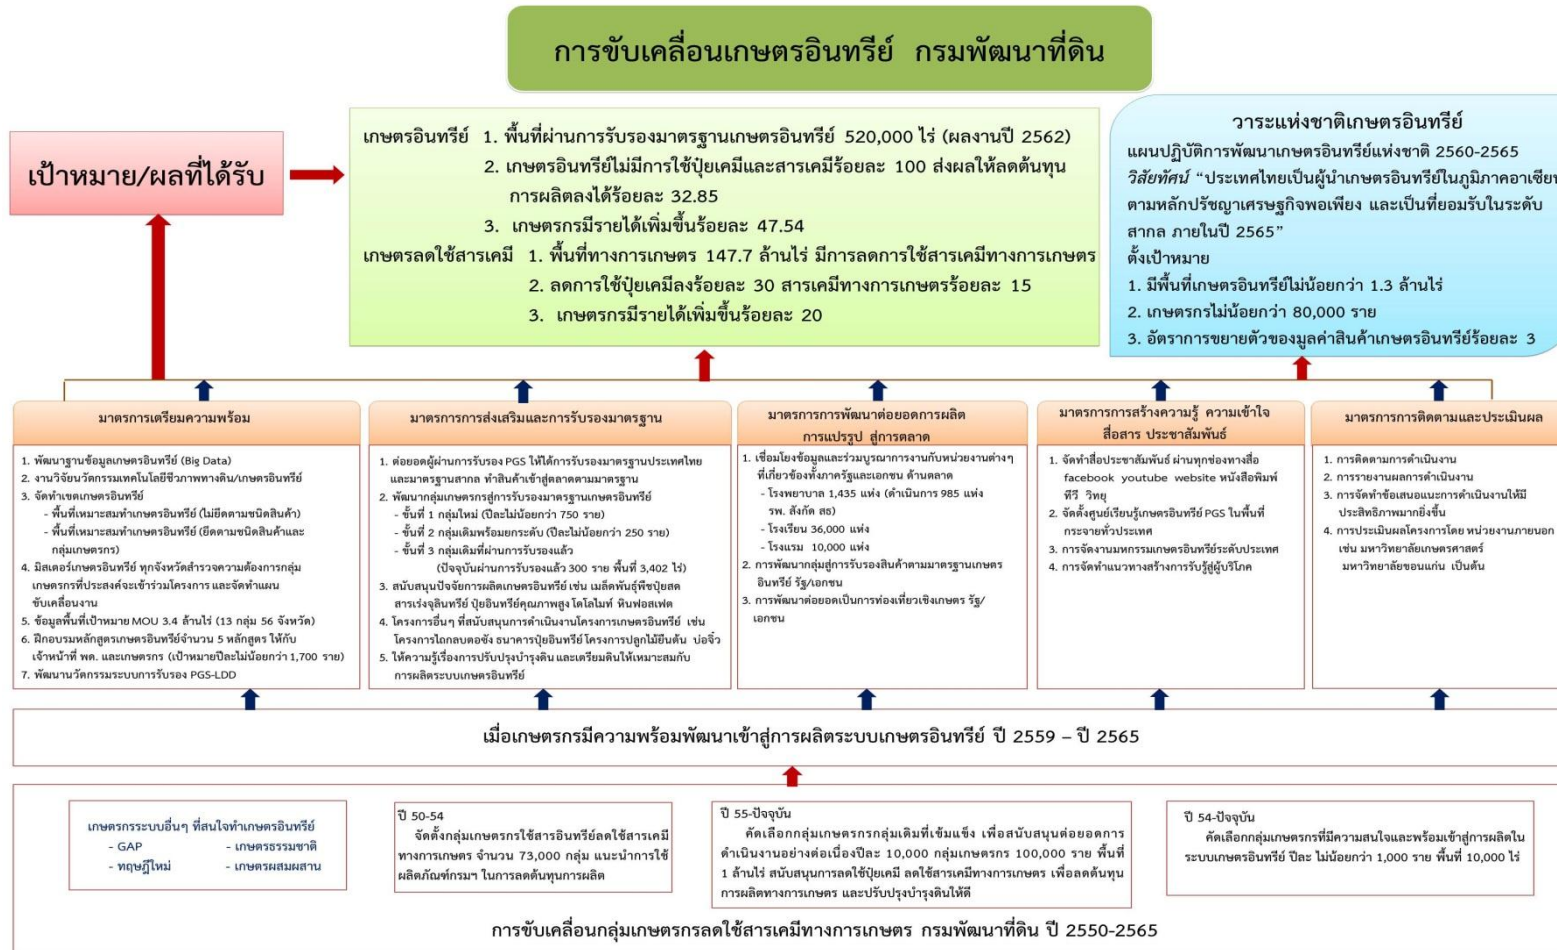 การขับเคลื่อนเกษตรอินทรีย์ กรมพัฒนาที่ดิน
เป้าหมาย/ผลที่ได้รับ
เกษตรอินทรีย์ 1. พื้นที่ผ่านการรับรองมาตรฐานเกษตรอินทรีย์ 520,000 ไร่ (ผลงานปี 2562)
2. เกษตรอินทรีย์ไม่มีการใช้ปุ๋ยเคมีและสารเคมีร้อยละ 100 ส่งผลให้ลดต้นทุน
การผลิตลงได้ร้อยละ 32.85
3. เกษตรกรมีรายได้เพิ่มขึ้นร้อยละ 47.54
เกษตรลดใช้สารเคมี 1. พื้นที่ทางการเกษตร 147.7 ล้านไร่ มีการลดการใช้สารเคมีทางการเกษตร
2. ลดการใช้ปุ๋ยเคมีลงร้อยละ 30 สารเคมีทางการเกษตรร้อยละ 15
3. เกษตรกรมีรายได้เพิ่มขึ้นร้อยละ 20
วาระแห่งชาติเกษตรอินทรีย์
แผนปฏิบัติการพัฒนาเกษตรอินทรีย์แห่งชาติ 2560-2565
วิสัยทัศน์ “ประเทศไทยเป็นผู้นำเกษตรอินทรีย์ในภูมิภาคอาเซียน
ตามหลักปรัชญาเศรษฐกิจพอเพียง และเป็นที่ยอมรับในระดับ
สากล ภายในปี 2565”
ตั้งเป้าหมาย
1. มีพื้นที่เกษตรอินทรีย์ไม่น้อยกว่า 1.3 ล้านไร่
2. เกษตรกรไม่น้อยกว่า 80,000 ราย
3. อัตราการขยายตัวของมูลค่าสินค้าเกษตรอินทรีย์ร้อยละ 3
มาตรการเตรียมความพร้อม
1. พัฒนาฐานข้อมูลเกษตรอินทรีย์ (Big Data)
2. งานวิจัยนวัตกรรมเทคโนโลยีชีวภาพทางดิน/เกษตรอินทรีย์
3. จัดทำเขตเกษตรอินทรีย์
- พื้นที่เหมาะสมทำเกษตรอินทรีย์ (ไม่ยึดตามชนิดสินค้า)
- พื้นที่เหมาะสมทำเกษตรอินทรีย์ (ยึดตามชนิดสินค้าและ
กลุ่มเกษตรกร)
4. มิสเตอร์เกษตรอินทรีย์ ทุกจังหวัดสำรวจความต้องการกลุ่ม
เกษตรกรที่ประสงค์จะเข้าร่วมโครงการ และจัดทำแผน
ขับเคลื่อนงาน
5. ข้อมูลพื้นที่เป้าหมาย MOU 3.4 ล้านไร่ (13 กลุ่ม 56 จังหวัด)
6. ฝึกอบรมหลักสูตรเกษตรอินทรีย์จำนวน 5 หลักสูตร ให้กับ
เจ้าหน้าที่ พด. และเกษตรกร (เป้าหมายปีละไม่น้อยกว่า 1,700 ราย)
7. พัฒนานวัตกรรมระบบการรับรอง PGS-LDD
มาตรการการส่งเสริมและการรับรองมาตรฐาน
1. ต่อยอดผู้ผ่านการรับรอง PGS ให้ได้การรับรองมาตรฐานประเทศไทย
และมาตรฐานสากล ทำสินค้าเข้าสู่ตลาดตามมาตรฐาน
2. พัฒนากลุ่มเกษตรกรสู่การรับรองมาตรฐานเกษตรอินทรีย์
- ขั้นที่ 1 กลุ่มใหม่ (ปีละไม่น้อยกว่า 750 ราย)
- ขั้นที่ 2 กลุ่มเดิมพร้อมยกระดับ (ปีละไม่น้อยกว่า 250 ราย)
- ขั้นที่ 3 กลุ่มเดิมที่ผ่านการรับรองแล้ว
(ปัจจุบันผ่านการรับรองแล้ว 300 ราย พื้นที่ 3,402 ไร่)
3. สนับสนุนปัจจัยการผลิตเกษตรอินทรีย์ เช่น เมล็ดพันธุ์พืชปุ๋ยสด
สารเร่งจุลินทรีย์ ปุ๋ยอินทรีย์คุณภาพสูง โดโลไมท์ หินฟอสเฟต
4. โครงการอื่นๆ ที่สนับสนุนการดำเนินงานโครงการเกษตรอินทรีย์ เช่น
โครงการไถกลบตอซัง ธนาคารปุ๋ยอินทรีย์ โครงการปลูกไม้ยืนต้น บ่อจิ๋ว
5. ให้ความรู้เรื่องการปรับปรุงบำรุงดิน และเตรียมดินให้เหมาะสมกับ
การผลิตระบบเกษตรอินทรีย์
มาตรการการพัฒนาต่อยอดการผลิต
การแปรรูป สู่การตลาด
1. เชื่อมโยงข้อมูลและร่วมบูรณาการงานกับหน่วยงานต่างๆ
ที่เกี่ยวข้องทั้งภาครัฐและเอกชน ด้านตลาด
- โรงพยาบาล 1,435 แห่ง (ดำเนินการ 985 แห่ง
รพ. สังกัด สธ)
- โรงเรียน 36,000 แห่ง
- โรงแรม 10,000 แห่ง
2. การพัฒนากลุ่มสู่การรับรองสินค้าตามมาตรฐานเกษตร
อินทรีย์ รัฐ/เอกชน
3. การพัฒนาต่อยอดเป็นการท่องเที่ยวเชิงเกษตร รัฐ/
เอกชน
มาตรการการสร้างความรู้ ความเข้าใจ
สื่อสาร ประชาสัมพันธ์
1. จัดทำสื่อประชาสัมพันธ์ ผ่านทุกช่องทางสื่อ
facebook youtube website หนังสือพิมพ์
ทีวี วิทยุ
2. จัดตั้งศูนย์เรียนรู้เกษตรอินทรีย์ PGS ในพื้นที่
กระจายทั่วประเทศ
3. การจัดงานมหกรรมเกษตรอินทรีย์ระดับประเทศ
4. การจัดทำแนวทางสร้างการรับรู้สู่ผู้บริโภค
มาตรการการติดตามและประเมินผล
1. การติดตามการดำเนินงาน
2. การรายงานผลการดำเนินงาน
3. การจัดทำข้อเสนอแนะการดำเนินงานให้มี
ประสิทธิภาพมากยิ่งขึ้น
4. การประเมินผลโครงการโดย หน่วยงานภายนอก
เช่น มหาวิทยาลัยเกษตรศาสตร์
มหาวิทยาลัยขอนแก่น เป็นต้น
เมื่อเกษตรกรมีความพร้อมพัฒนาเข้าสู่การผลิตระบบเกษตรอินทรีย์ ปี 2559 – ปี 2565
เกษตรกรระบบอื่นๆ ที่สนใจทำเกษตรอินทรีย์
- GAP - เกษตรธรรมชาติ
- ทฤษฎีใหม่ - เกษตรผสมผสาน
ปี 50-54
จัดตั้งกลุ่มเกษตรกรใช้สารอินทรีย์ลดใช้สารเคมี
ทางการเกษตร จำนวน 73,000 กลุ่ม แนะนำการใช้
ผลิตภัณฑ์กรมฯ ในการลดต้นทุนการผลิต
ปี 55-ปัจจุบัน
คัดเลือกกลุ่มเกษตรกรกลุ่มเดิมที่เข้มแข็ง เพื่อสนับสนุนต่อยอดการ
ดำเนินงานอย่างต่อเนื่องปีละ 10,000 กลุ่มเกษตรกร 100,000 ราย พื้นที่
1 ล้านไร่ สนับสนุนการลดใช้ปุ๋ยเคมี ลดใช้สารเคมีทางการเกษตร เพื่อลดต้นทุน
การผลิตทางการเกษตร และปรับปรุงบำรุงดินให้ดี
ปี 54-ปัจจุบัน
คัดเลือกกลุ่มเกษตรกรที่มีความสนใจและพร้อมเข้าสู่การผลิตใน
ระบบเกษตรอินทรีย์ ปีละ ไม่น้อยกว่า 1,000 ราย พื้นที่ 10,000 ไร่
การขับเคลื่อนกลุ่มเกษตรกรลดใช้สารเคมีทางการเกษตร กรมพัฒนาที่ดิน ปี 2550-2565